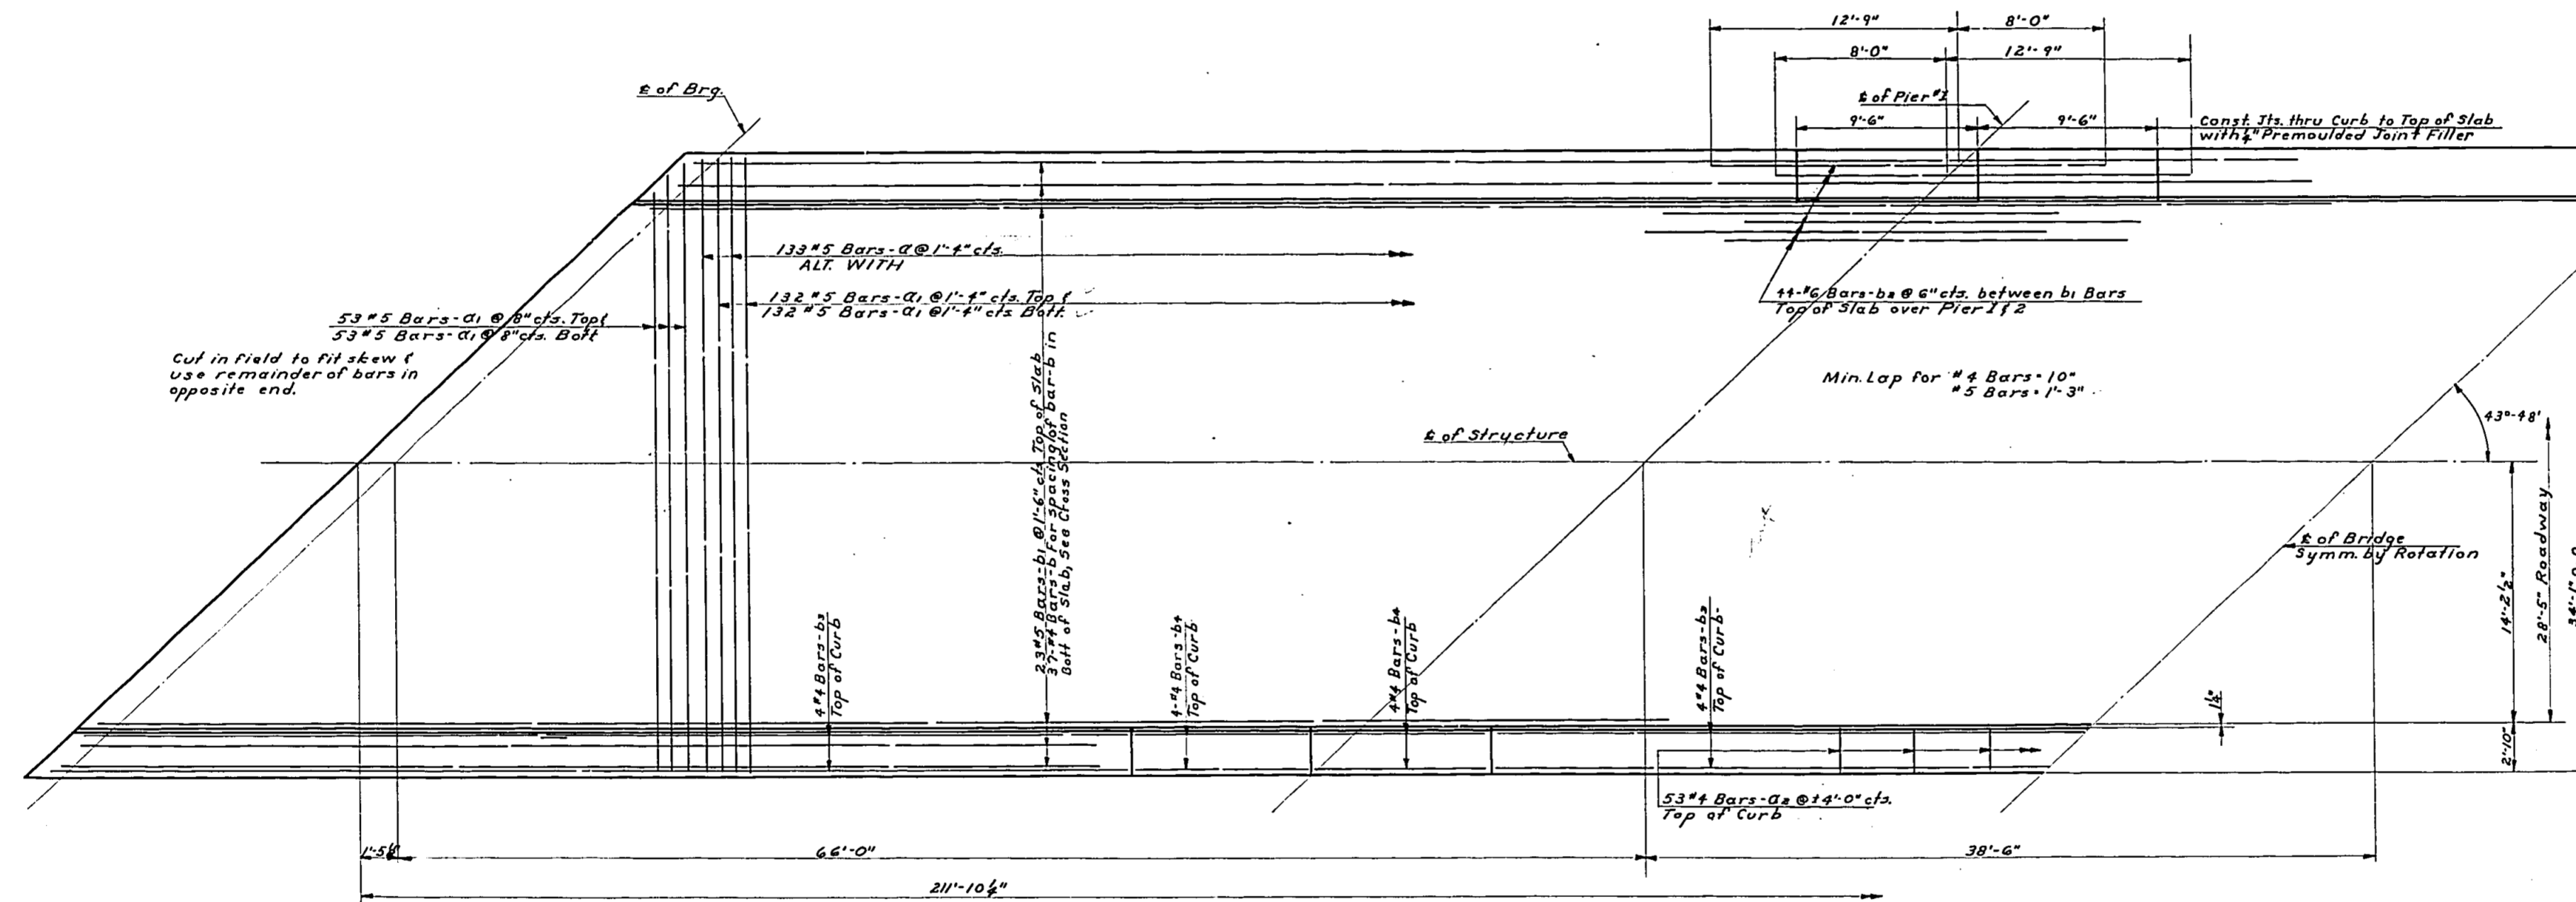 12'-9"
8'-0"
8'-0"
12'-9"
℄ of Brg.
℄ of Pier #1
9'-6"
9'-6"
Const. Jts. thru Curb to Top of Slab
with ¼" Premoulded Joint Filler
133 #5 Bars-a @ 1'-4" cts.
ALT. WITH
132 #5 Bars-a1 @ 1'-4" cts. Top &
132 #5 Bars-a1 @ 1'-4" cts Bott.
53 #5 Bars-a1 @ 8" cts. Top &
53 #5 Bars-a1 @ 8" cts. Bott
Cut in field to fit skew &
use remainder of bars in
opposite end.
44-#6 Bars-b2 @ 6" cts. between b1 Bars
Top of Slab over Pier 1 & 2
Min. Lap for #4 Bars = 10"
#5 Bars = 1'-3"
23 #5 Bars-b1 @ 1'-6" cts. Top of Slab
37-#4 Bars-b For spacing of bar-b in
Bott of Slab, See Cross Section
℄ of Structure
43°-48'
℄ of Bridge
Symm. by Rotation
14'-2½"
28'-5" Roadway
34'-1"
2'-10"
4 #4 Bars-b3
Top of Curb
4-#4 Bars-b4
Top of Curb
4 #4 Bars-b4
Top of Curb
4 #4 Bars-b3
Top of Curb
1¼"
53 #4 Bars-a2 @ ±4'-0" cts.
Top of Curb
66'-0"
38'-6"
211'-10¼"